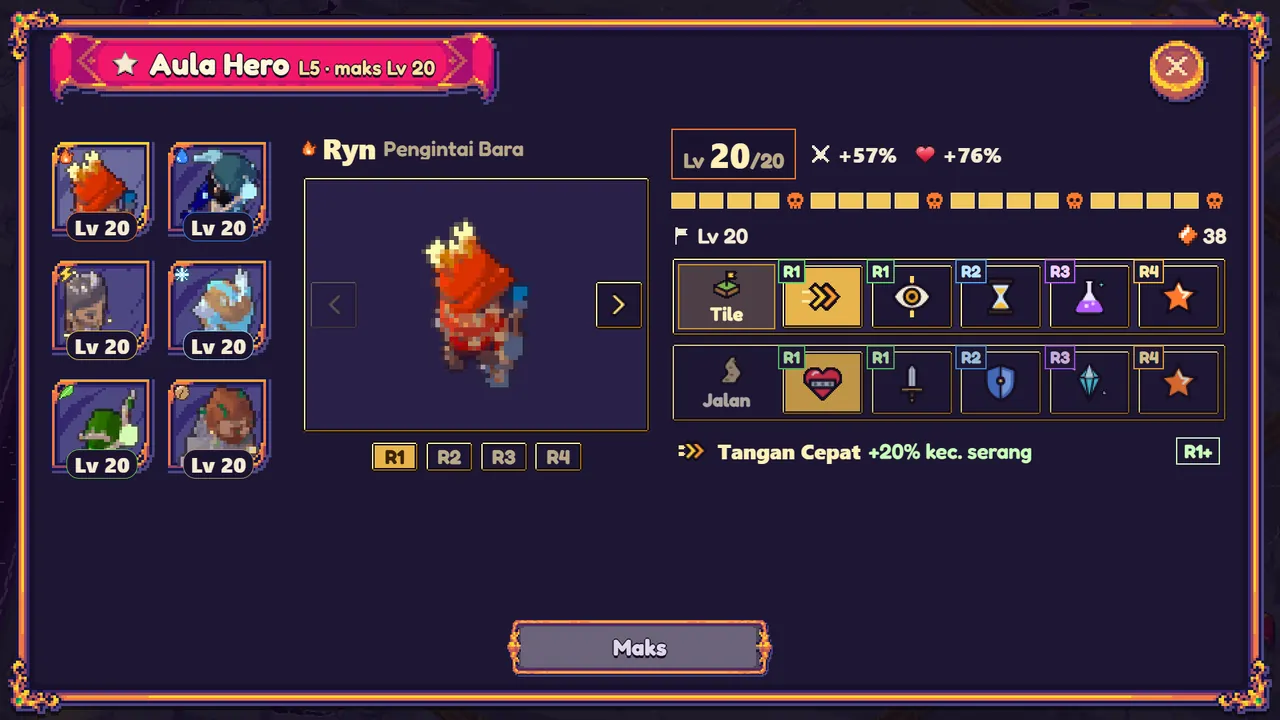 Aula Hero L5 · maks Lv 20
Lv 20
Lv 20
Lv 20
Lv 20
Lv 20
Lv 20
Ryn Pengintai Bara
R1 R2 R3 R4
Lv 20/20 +57% +76%
Lv 20 38
Tile R1 R1 R2 R3 R4
Jalan R1 R1 R2 R3 R4
Tangan Cepat +20% kec. serang R1+
Maks